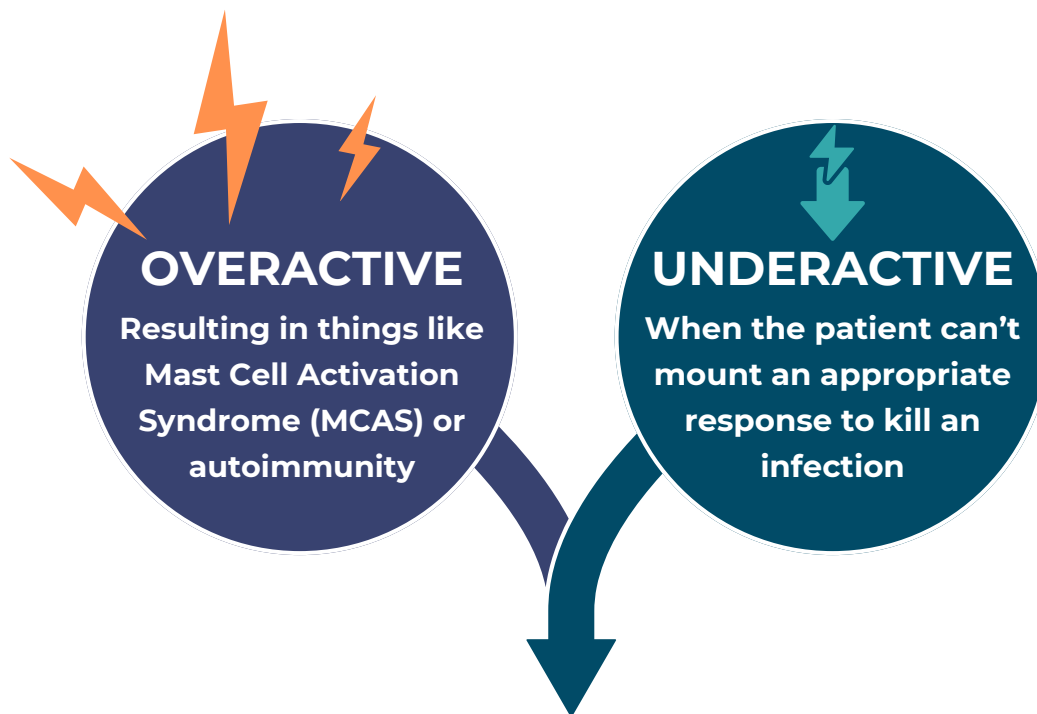 OVERACTIVE
Resulting in things like
Mast Cell Activation
Syndrome (MCAS) or
autoimmunity
UNDERACTIVE
When the patient can’t
mount an appropriate
response to kill an
infection